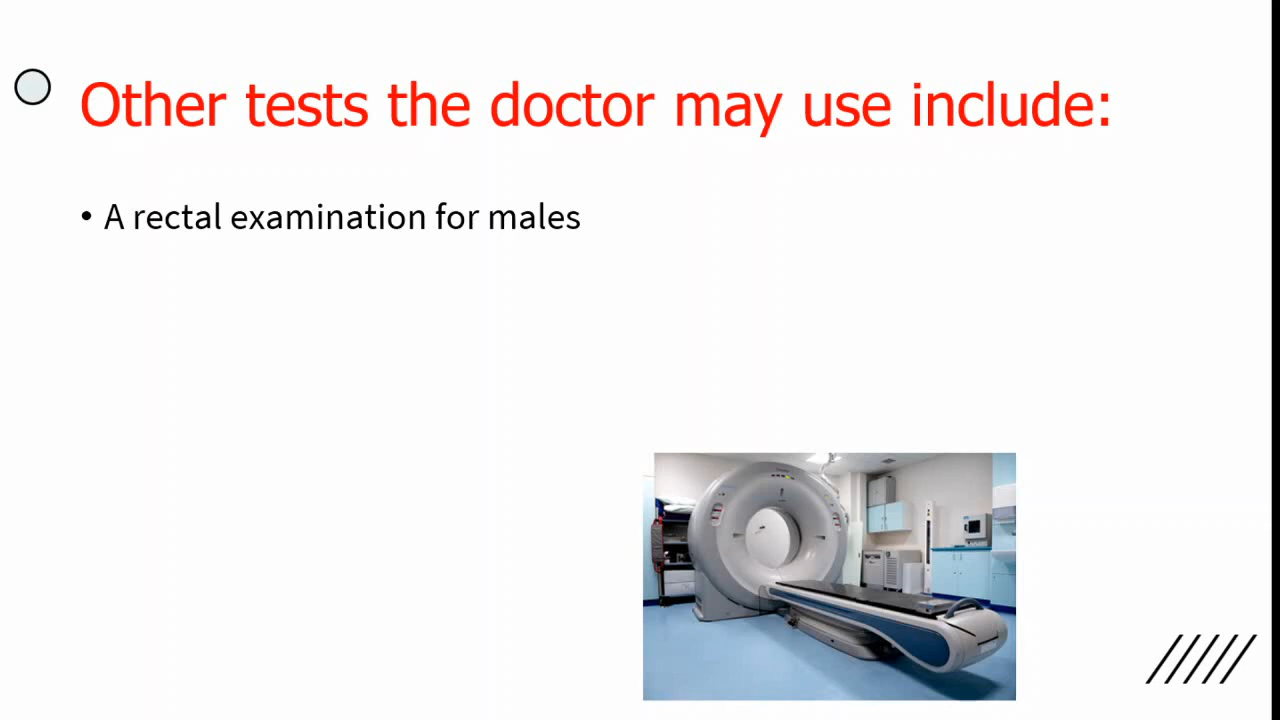 Other tests the doctor may use include:
• A rectal examination for males